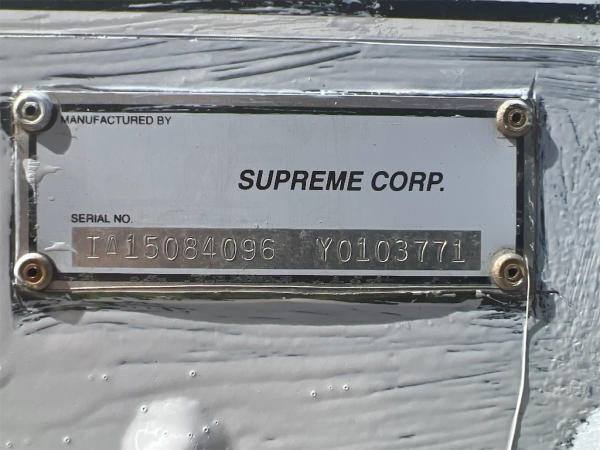 MANUFACTURED BY
SUPREME CORP.
SERIAL NO.
IA15084096 Y0103771